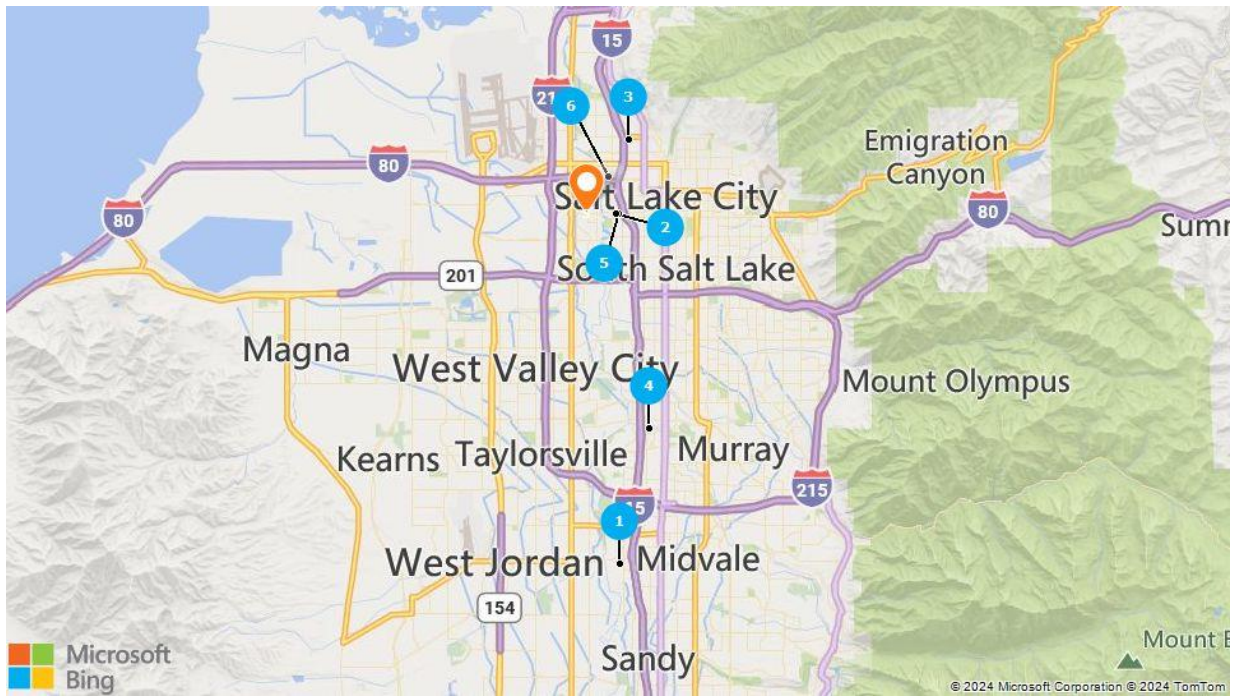 15
21
6
3
Emigration
Canyon
80
80
80
Salt Lake City
Summ
2
5
South Salt Lake
201
Magna
West Valley City
Mount Olympus
4
Kearns
Taylorsville
Murray
215
15
1
West Jordan
Midvale
154
Sandy
Mount E
Microsoft
Bing
© 2024 Microsoft Corporation © 2024 TomTom